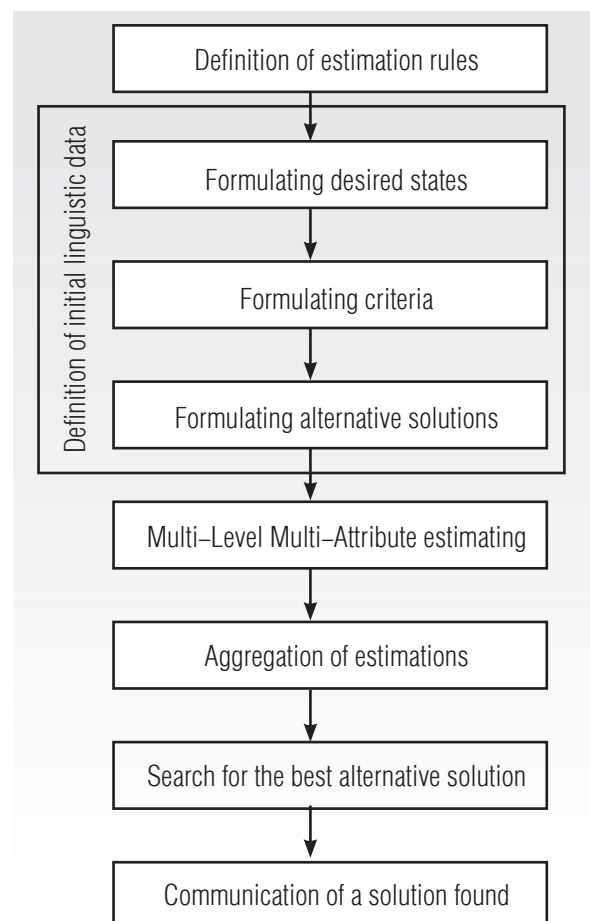 Definition of estimation rules
Definition of initial linguistic data
Formulating desired states
Formulating criteria
Formulating alternative solutions
Multi–Level Multi–Attribute estimating
Aggregation of estimations
Search for the best alternative solution
Communication of a solution found